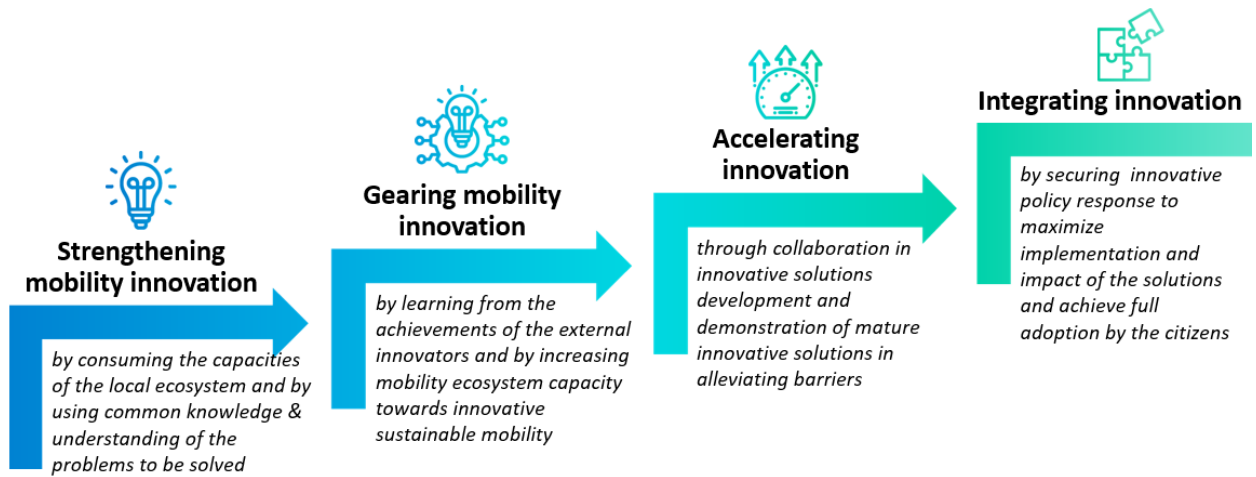 Strengthening
mobility innovation
by consuming the capacities
of the local ecosystem and by
using common knowledge &
understanding of the
problems to be solved
Gearing mobility
innovation
by learning from the
achievements of the external
innovators and by increasing
mobility ecosystem capacity
towards innovative
sustainable mobility
Accelerating
innovation
through collaboration in
innovative solutions
development and
demonstration of mature
innovative solutions in
alleviating barriers
Integrating innovation
by securing  innovative
policy response to
maximize
implementation and
impact of the solutions
and achieve full
adoption by the citizens